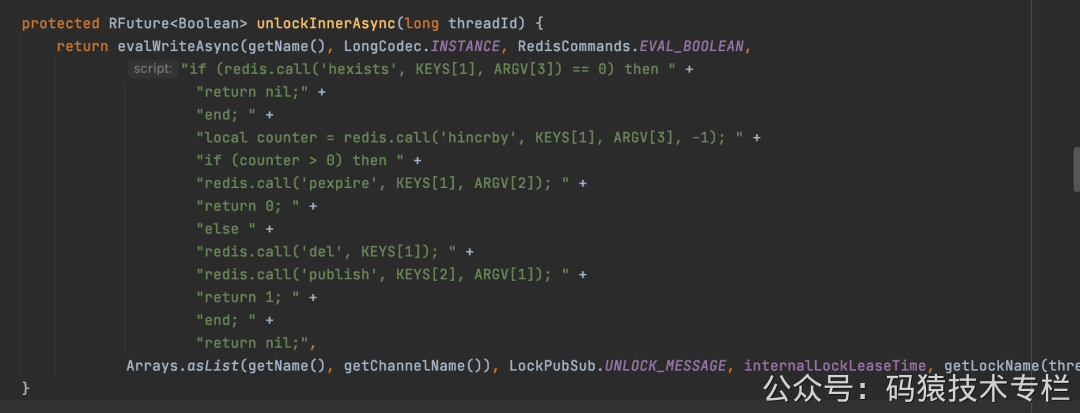 protected RFuture<Boolean> unlockInnerAsync(long threadId) {
return evalWriteAsync(getName(), LongCodec.INSTANCE, RedisCommands.EVAL_BOOLEAN,
script: "if (redis.call('hexists', KEYS[1], ARGV[3]) == 0) then " +
"return nil;" +
"end; " +
"local counter = redis.call('hincrby', KEYS[1], ARGV[3], -1); " +
"if (counter > 0) then " +
"redis.call('pexpire', KEYS[1], ARGV[2]); " +
"return 0; " +
"else " +
"redis.call('del', KEYS[1]); " +
"redis.call('publish', KEYS[2], ARGV[1]); " +
"return 1; " +
"end; " +
"return nil;",
Arrays.asList(getName(), getChannelName()), LockPubSub.UNLOCK_MESSAGE, internalLockLeaseTime, getLockName(thre
}
公众号：码猿技术专栏